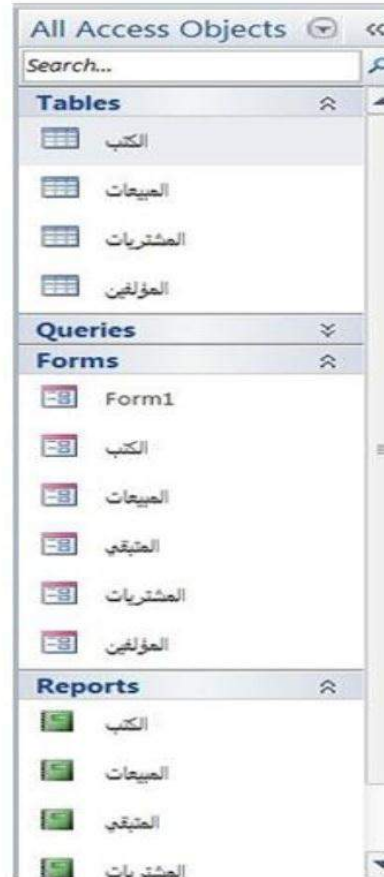 All Access Objects
Search...
Tables
الكتب
المبيعات
المشتريات
المؤلفين
Queries
Forms
Form1
الكتب
المبيعات
المتبقي
المشتريات
المؤلفين
Reports
الكتب
المبيعات
المتبقي
المشتريات